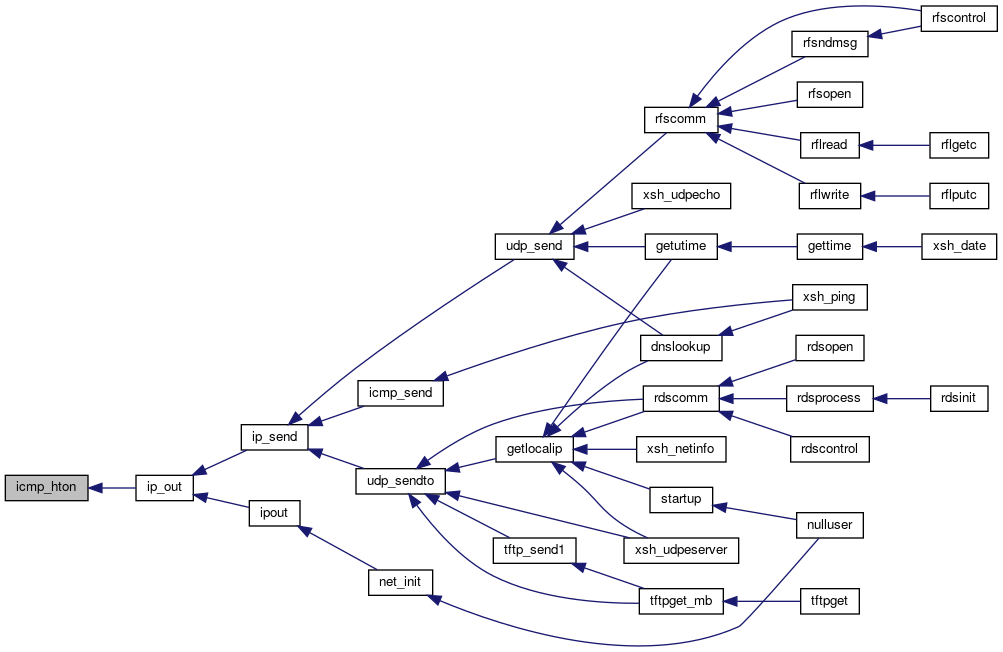 rfscontrol
rfsndmsg
rfsopen
rfscomm
rflread
rflgetc
rflwrite
rflputc
xsh_udpecho
udp_send
getutime
gettime
xsh_date
xsh_ping
dnslookup
rdsopen
icmp_send
rdscomm
rdsprocess
rdsinit
ip_send
getlocalip
xsh_netinfo
rdscontrol
udp_sendto
icmp_hton
ip_out
startup
ipout
nulluser
tftp_send1
xsh_udpeserver
net_init
tftpget_mb
tftpget